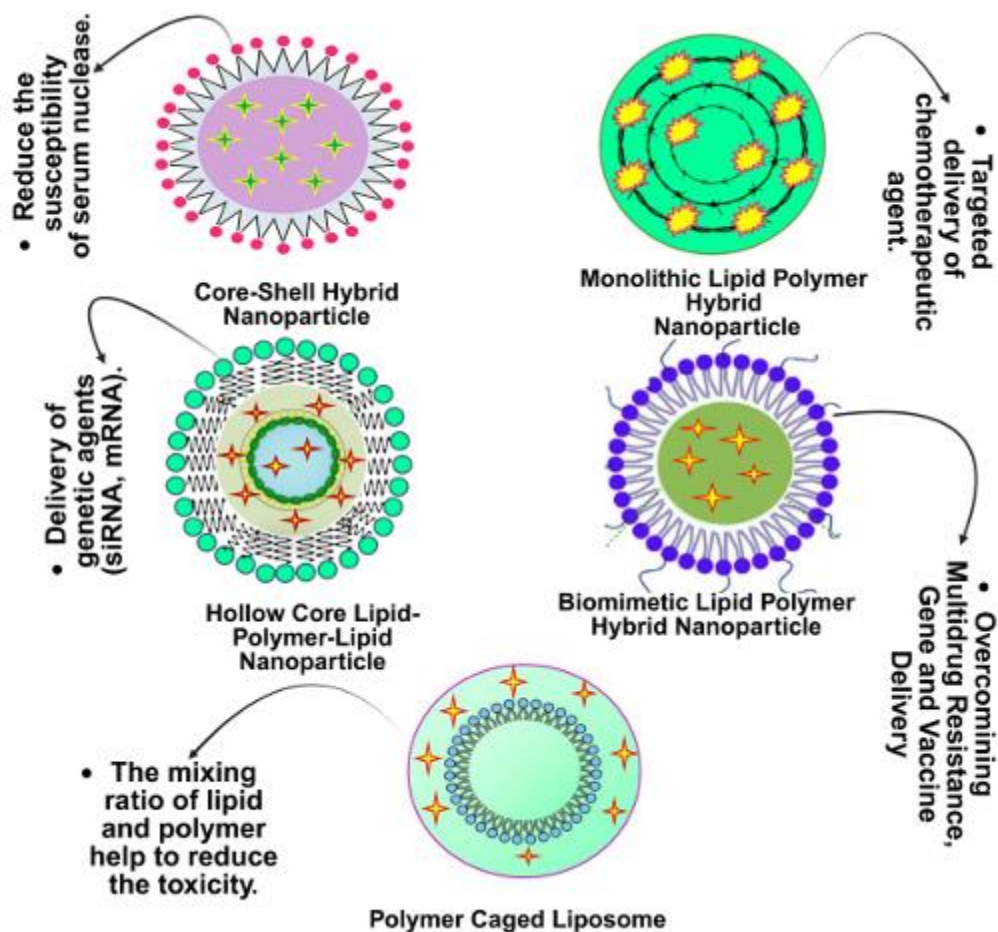 • Reduce the
susceptibility
of serum nuclease.
Core-Shell Hybrid
Nanoparticle
• Targeted
delivery of
chemotherapeutic
agent.
Monolithic Lipid Polymer
Hybrid
Nanoparticle
• Delivery of
genetic agents
(siRNA, mRNA).
Hollow Core Lipid-
Polymer-Lipid
Nanoparticle
• Overcomining
Multidrug Resistance,
Gene and Vaccine
Delivery
Biomimetic Lipid Polymer
Hybrid Nanoparticle
• The mixing
ratio of lipid
and polymer
help to reduce
the toxicity.
Polymer Caged Liposome